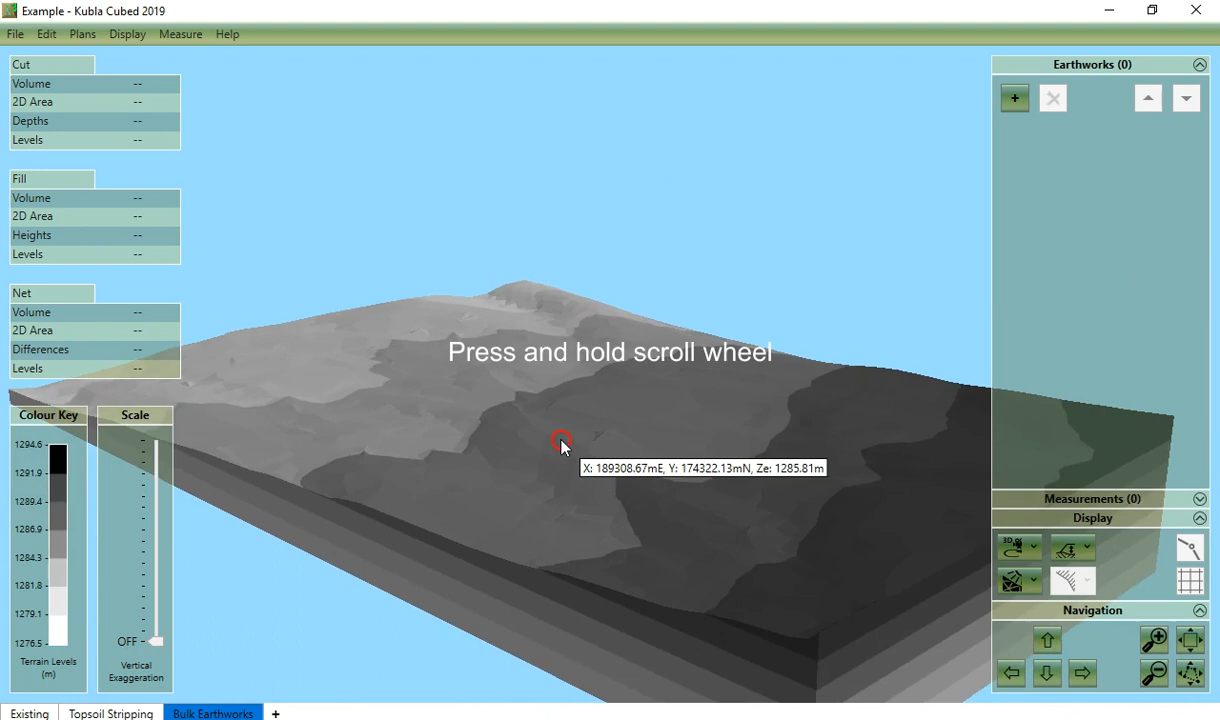 Example - Kubla Cubed 2019
File Edit Plans Display Measure Help
Cut
Volume --
2D Area --
Depths --
Levels --
Fill
Volume --
2D Area --
Heights --
Levels --
Net
Volume --
2D Area --
Differences --
Levels --
Colour Key
1294.6
1291.9
1289.4
1286.9
1284.3
1281.8
1279.1
1276.5
Terrain Levels
(m)
Scale
OFF
Vertical
Exaggeration
Press and hold scroll wheel
X: 189308.67mE, Y: 174322.13mN, Ze: 1285.81m
Earthworks (0)
+
Measurements (0)
Display
3D
Navigation
Existing Topsoil Stripping Bulk Earthworks +